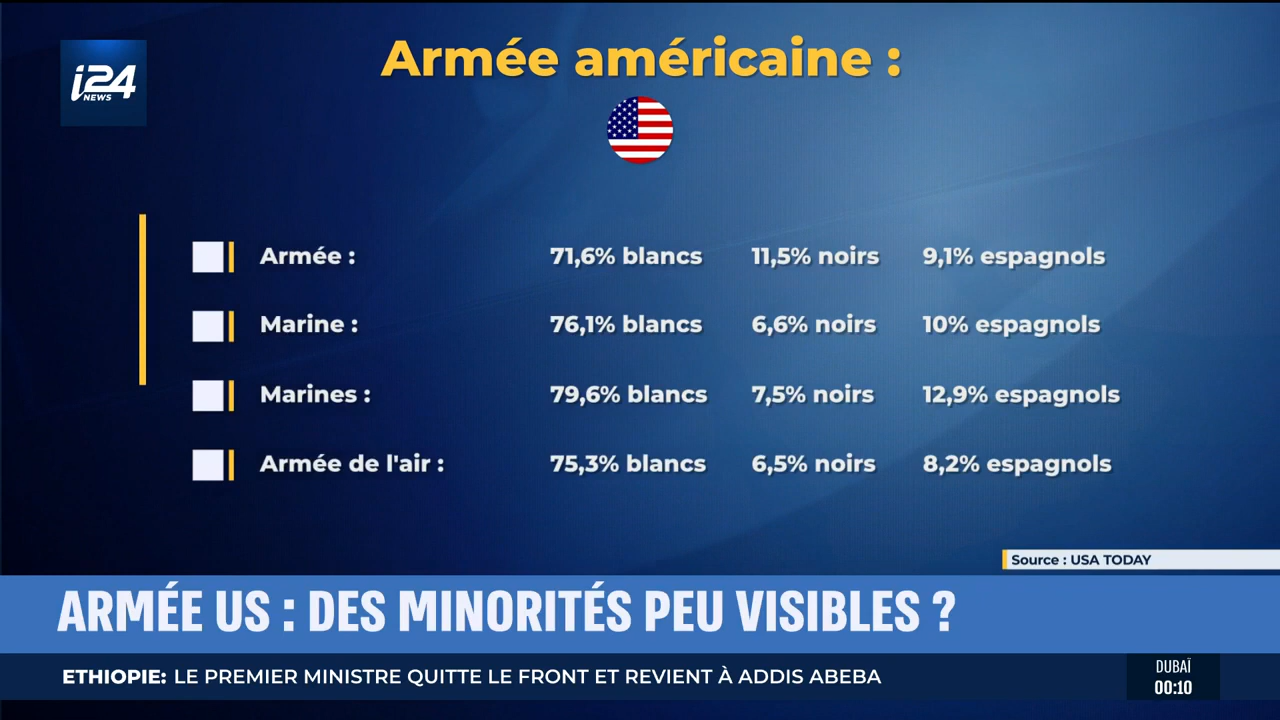 i24
NEWS
Armée américaine :
Armée : 71,6% blancs 11,5% noirs 9,1% espagnols
Marine : 76,1% blancs 6,6% noirs 10% espagnols
Marines : 79,6% blancs 7,5% noirs 12,9% espagnols
Armée de l'air : 75,3% blancs 6,5% noirs 8,2% espagnols
Source : USA TODAY
ARMÉE US : DES MINORITÉS PEU VISIBLES ?
ETHIOPIE: LE PREMIER MINISTRE QUITTE LE FRONT ET REVIENT À ADDIS ABEBA
DUBAÏ
00:10